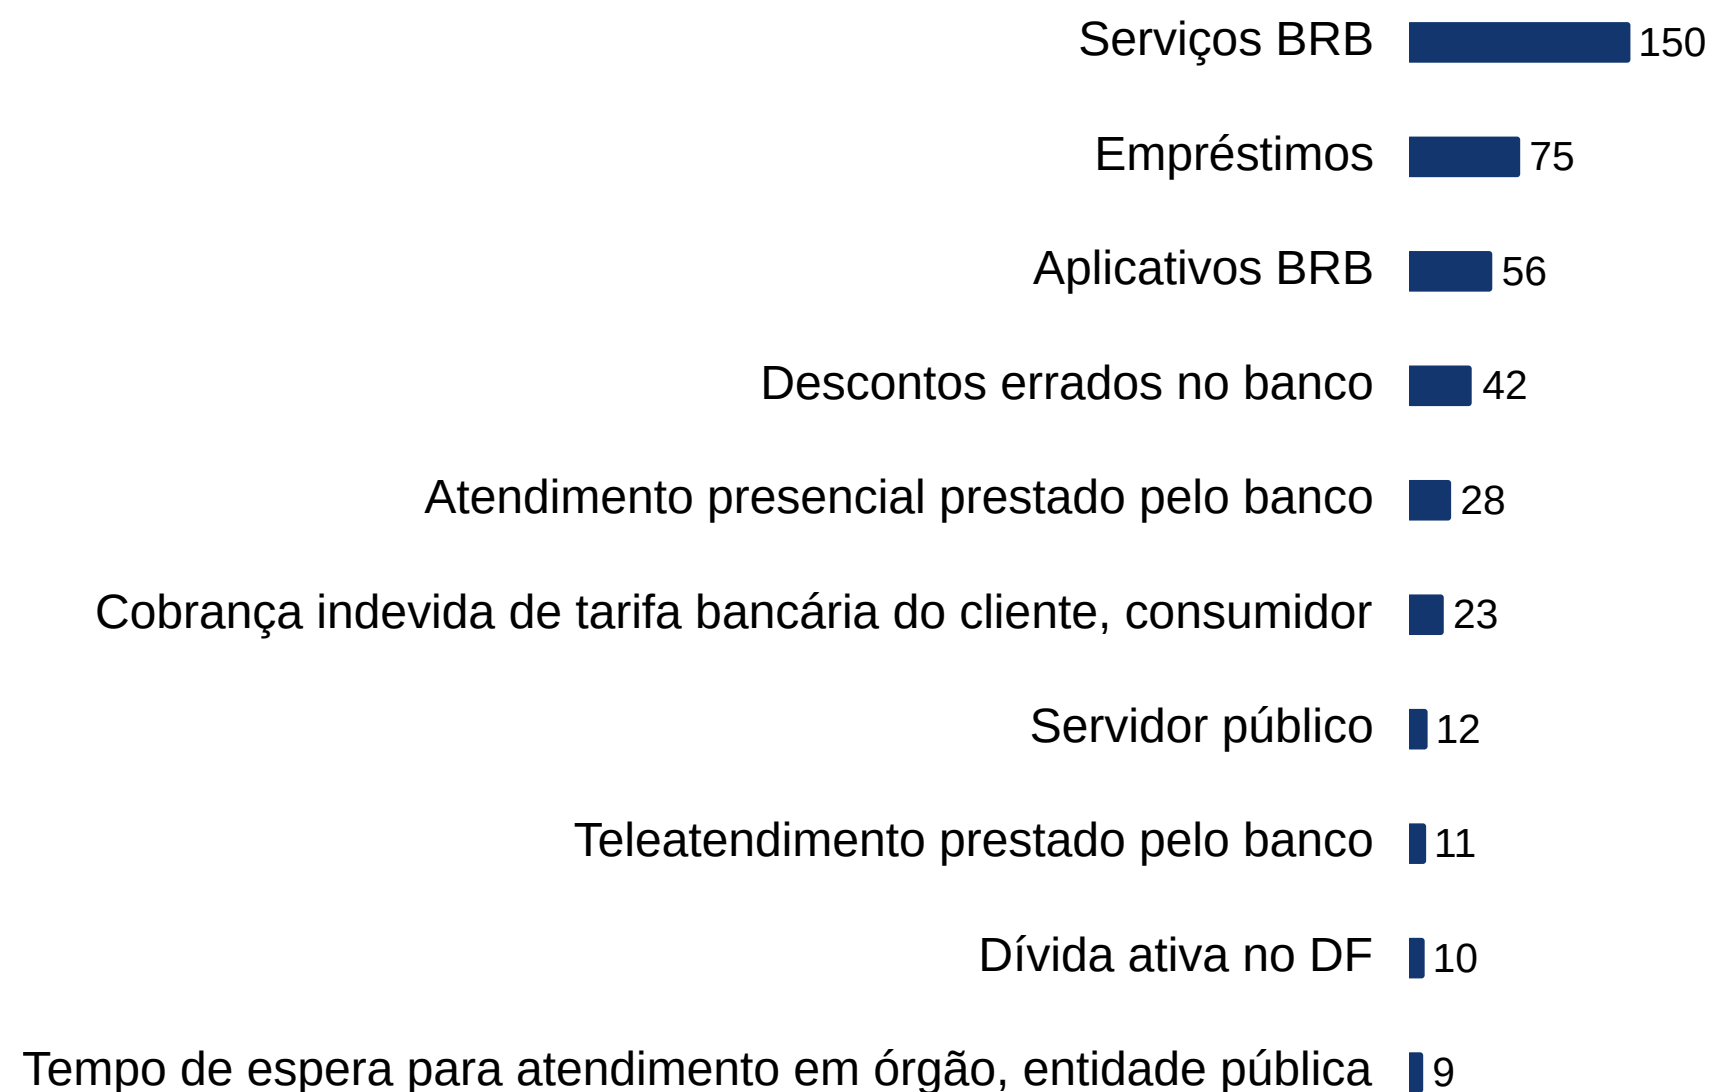 Serviços BRB 150
Empréstimos 75
Aplicativos BRB 56
Descontos errados no banco 42
Atendimento presencial prestado pelo banco 28
Cobrança indevida de tarifa bancária do cliente, consumidor 23
Servidor público 12
Teleatendimento prestado pelo banco 11
Dívida ativa no DF 10
Tempo de espera para atendimento em órgão, entidade pública 9